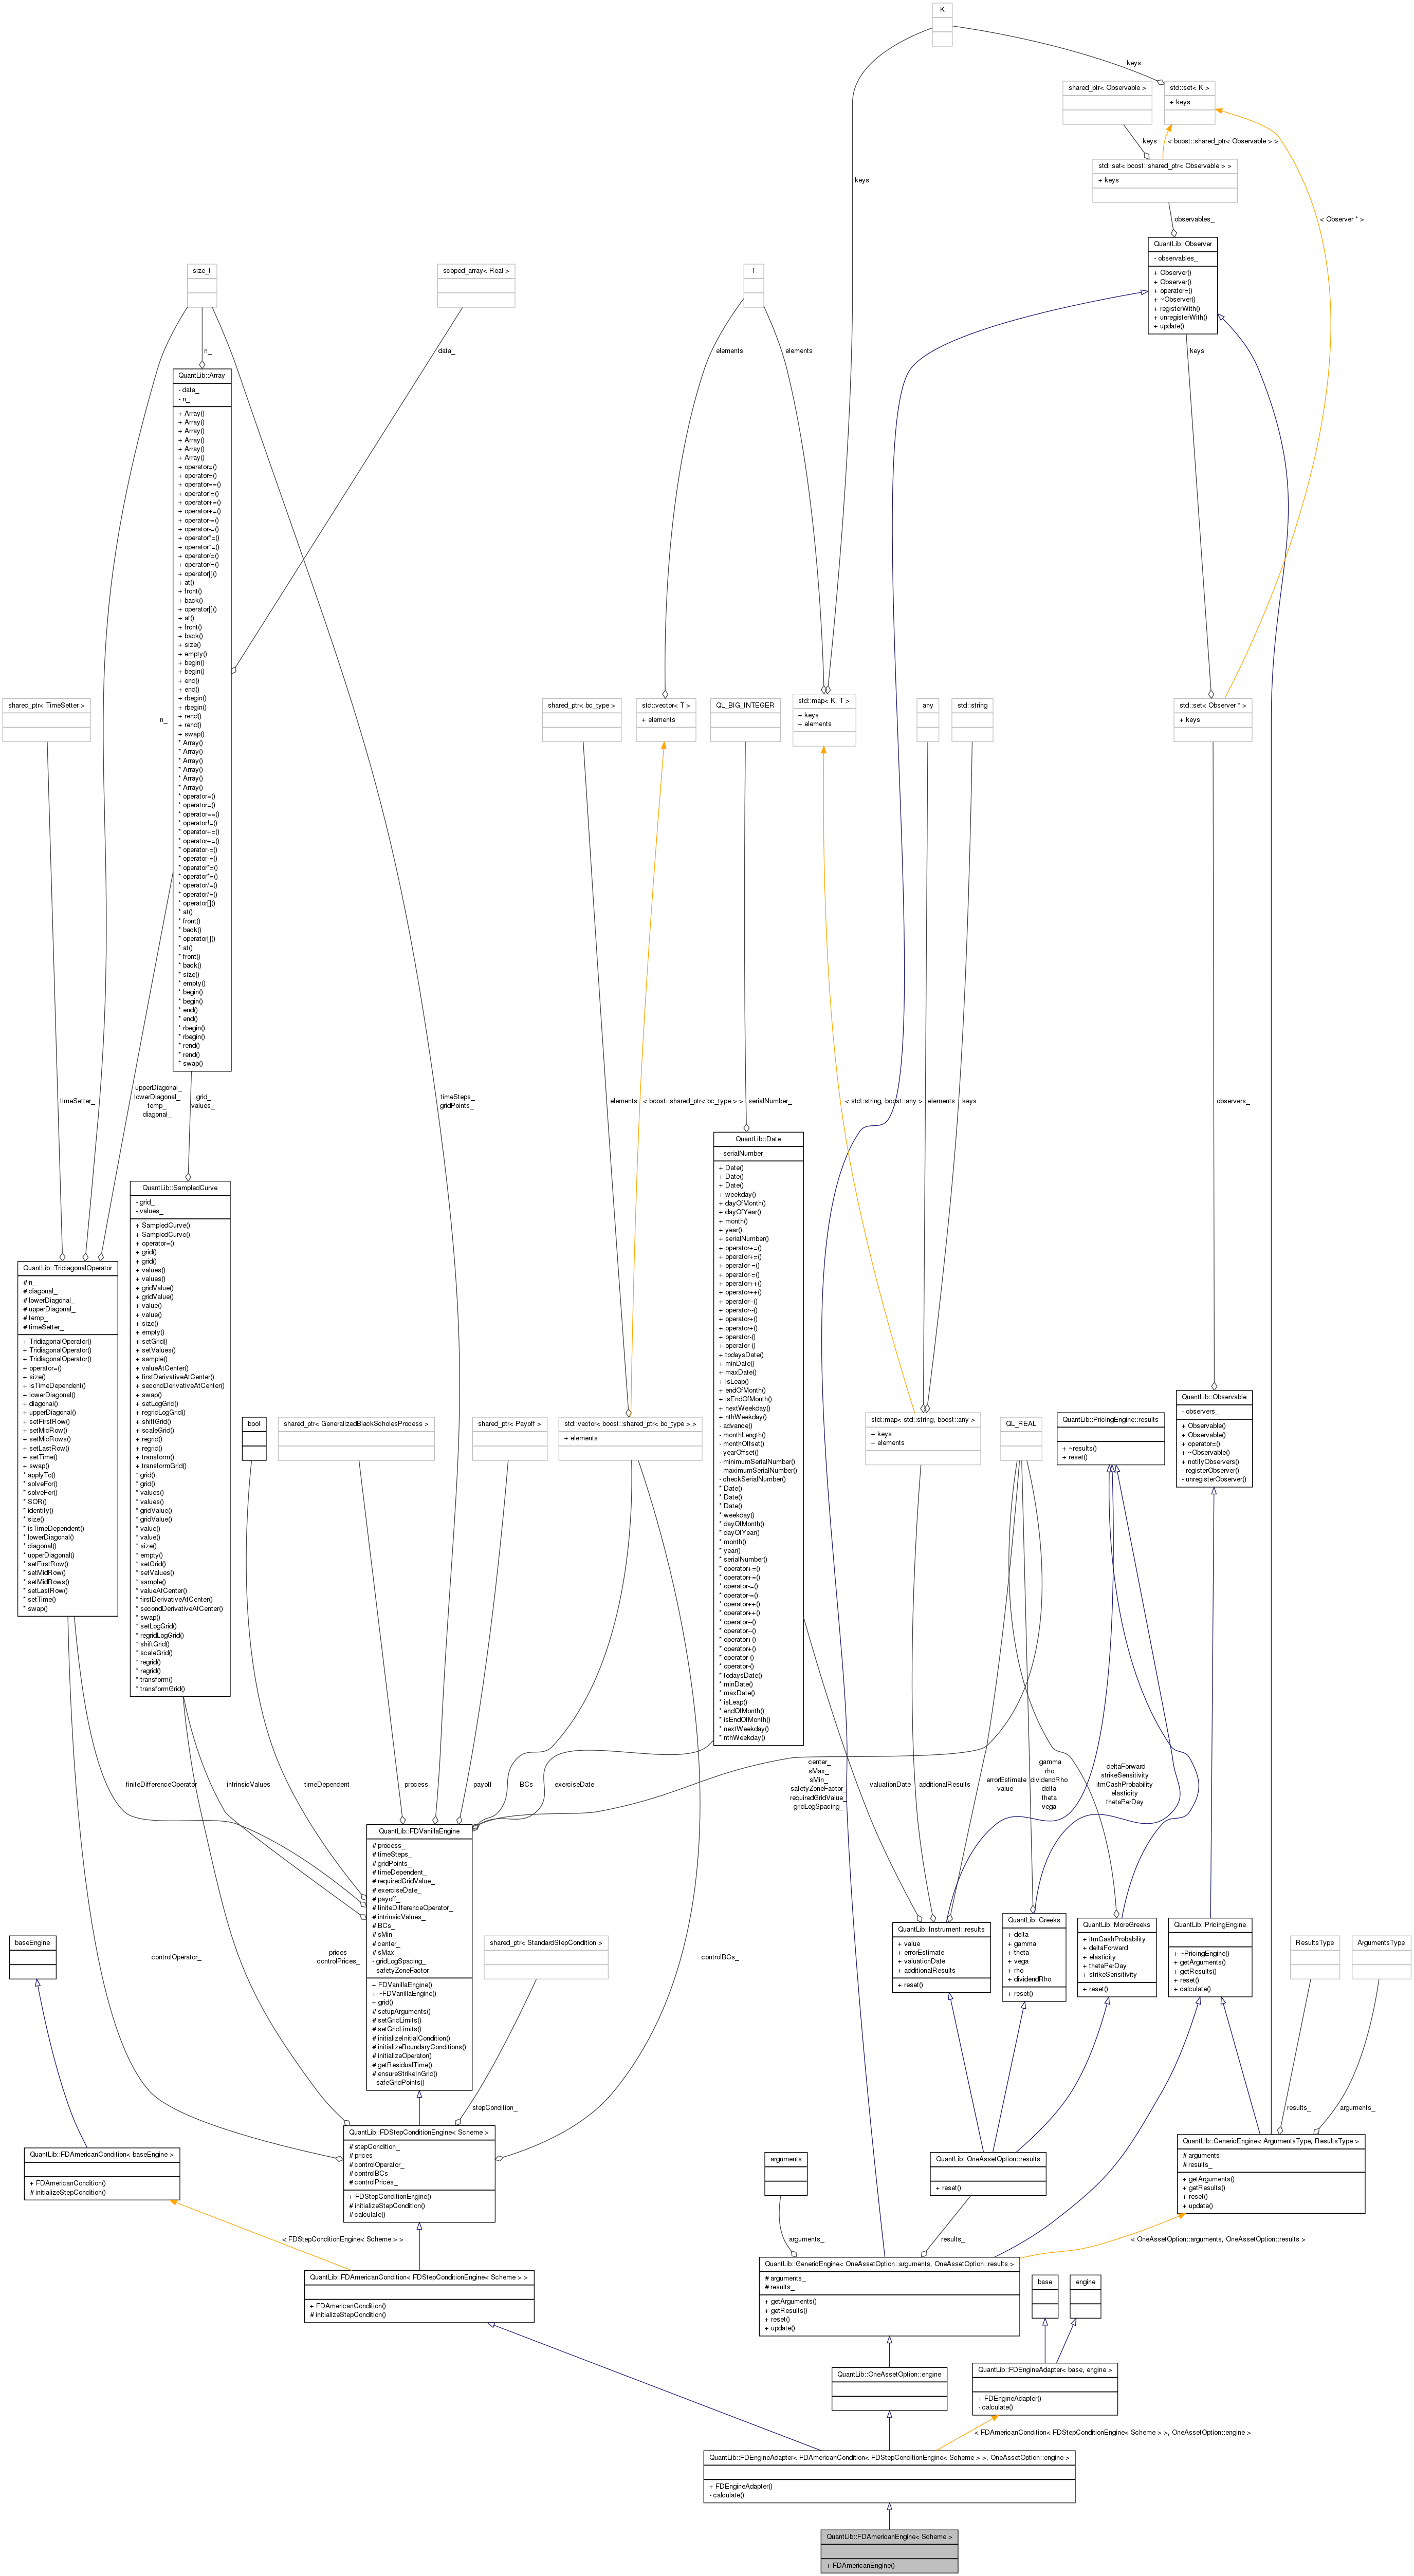 K
keys
shared_ptr< Observable >
std::set< K >
+ keys
keys
< boost::shared_ptr< Observable > >
std::set< boost::shared_ptr< Observable > >
+ keys
keys
< Observer * >
observables_
QuantLib::Observer
- observables_
+ Observer()
+ Observer()
+ operator=()
+ ~Observer()
+ registerWith()
+ unregisterWith()
+ update()
size_t
scoped_array< Real >
T
n_
data_
elements
elements
keys
QuantLib::Array
- data_
- n_
+ Array()
+ Array()
+ Array()
+ Array()
+ Array()
+ Array()
+ operator=()
+ operator=()
+ operator==()
+ operator!=()
+ operator+=()
+ operator+=()
+ operator-=()
+ operator-=()
+ operator*=()
+ operator*=()
+ operator/=()
+ operator/=()
+ operator[]()
+ at()
+ front()
+ back()
+ operator[]()
+ at()
+ front()
+ back()
+ size()
+ empty()
+ begin()
+ begin()
+ end()
+ end()
+ rbegin()
+ rbegin()
+ rend()
+ rend()
+ swap()
* Array()
* Array()
* Array()
* Array()
* Array()
* Array()
* operator=()
* operator=()
* operator==()
* operator!=()
* operator+=()
* operator+=()
* operator-=()
* operator-=()
* operator*=()
* operator*=()
* operator/=()
* operator/=()
* operator[]()
* at()
* front()
* back()
* operator[]()
* at()
* front()
* back()
* size()
* empty()
* begin()
* begin()
* end()
* end()
* rbegin()
* rbegin()
* rend()
* rend()
* swap()
shared_ptr< TimeSetter >
n_
shared_ptr< bc_type >
std::vector< T >
+ elements
QL_BIG_INTEGER
std::map< K, T >
+ keys
+ elements
any
std::string
std::set< Observer * >
+ keys
timeSetter_
upperDiagonal_
lowerDiagonal_
temp_
diagonal_
grid_
values_
timeSteps_
gridPoints_
elements
< boost::shared_ptr< bc_type > >
serialNumber_
< std::string, boost::any >
elements
keys
observers_
QuantLib::Date
- serialNumber_
+ Date()
+ Date()
+ Date()
+ weekday()
+ dayOfMonth()
+ dayOfYear()
+ month()
+ year()
+ serialNumber()
+ operator+=()
+ operator+=()
+ operator-=()
+ operator-=()
+ operator++()
+ operator++()
+ operator--()
+ operator--()
+ operator+()
+ operator+()
+ operator-()
+ operator-()
+ todaysDate()
+ minDate()
+ maxDate()
+ isLeap()
+ endOfMonth()
+ isEndOfMonth()
+ nextWeekday()
+ nthWeekday()
- advance()
- monthLength()
- monthOffset()
- yearOffset()
- minimumSerialNumber()
- maximumSerialNumber()
- checkSerialNumber()
* Date()
* Date()
* Date()
* weekday()
* dayOfMonth()
* dayOfYear()
* month()
* year()
* serialNumber()
* operator+=()
* operator+=()
* operator-=()
* operator-=()
* operator++()
* operator++()
* operator--()
* operator--()
* operator+()
* operator+()
* operator-()
* operator-()
* todaysDate()
* minDate()
* maxDate()
* isLeap()
* endOfMonth()
* isEndOfMonth()
* nextWeekday()
* nthWeekday()
QuantLib::SampledCurve
- grid_
- values_
+ SampledCurve()
+ SampledCurve()
+ operator=()
+ grid()
+ grid()
+ values()
+ values()
+ gridValue()
+ gridValue()
+ value()
+ value()
+ size()
+ empty()
+ setGrid()
+ setValues()
+ sample()
+ valueAtCenter()
+ firstDerivativeAtCenter()
+ secondDerivativeAtCenter()
+ swap()
+ setLogGrid()
+ regridLogGrid()
+ shiftGrid()
+ scaleGrid()
+ regrid()
+ regrid()
+ transform()
+ transformGrid()
* grid()
* grid()
* values()
* values()
* gridValue()
* gridValue()
* value()
* value()
* size()
* empty()
* setGrid()
* setValues()
* sample()
* valueAtCenter()
* firstDerivativeAtCenter()
* secondDerivativeAtCenter()
* swap()
* setLogGrid()
* regridLogGrid()
* shiftGrid()
* scaleGrid()
* regrid()
* regrid()
* transform()
* transformGrid()
QuantLib::TridiagonalOperator
# n_
# diagonal_
# lowerDiagonal_
# upperDiagonal_
# temp_
# timeSetter_
+ TridiagonalOperator()
+ TridiagonalOperator()
+ TridiagonalOperator()
+ operator=()
+ size()
+ isTimeDependent()
+ lowerDiagonal()
+ diagonal()
+ upperDiagonal()
+ setFirstRow()
+ setMidRow()
+ setMidRows()
+ setLastRow()
+ setTime()
+ swap()
* applyTo()
* solveFor()
* solveFor()
* SOR()
* identity()
* size()
* isTimeDependent()
* lowerDiagonal()
* diagonal()
* upperDiagonal()
* setFirstRow()
* setMidRow()
* setMidRows()
* setLastRow()
* setTime()
* swap()
bool
shared_ptr< GeneralizedBlackScholesProcess >
shared_ptr< Payoff >
std::vector< boost::shared_ptr< bc_type > >
+ elements
std::map< std::string, boost::any >
+ keys
+ elements
QL_REAL
QuantLib::PricingEngine::results
+ ~results()
+ reset()
QuantLib::Observable
- observers_
+ Observable()
+ Observable()
+ operator=()
+ ~Observable()
+ notifyObservers()
- registerObserver()
- unregisterObserver()
finiteDifferenceOperator_
intrinsicValues_
timeDependent_
process_
payoff_
BCs_
exerciseDate_
center_
sMax_
sMin_
safetyZoneFactor_
requiredGridValue_
gridLogSpacing_
valuationDate
additionalResults
errorEstimate
value
gamma
rho
dividendRho
delta
theta
vega
deltaForward
strikeSensitivity
itmCashProbability
elasticity
thetaPerDay
QuantLib::FDVanillaEngine
# process_
# timeSteps_
# gridPoints_
# timeDependent_
# requiredGridValue_
# exerciseDate_
# payoff_
# finiteDifferenceOperator_
# intrinsicValues_
# BCs_
# sMin_
# center_
# sMax_
- gridLogSpacing_
- safetyZoneFactor_
+ FDVanillaEngine()
+ ~FDVanillaEngine()
+ grid()
# setupArguments()
# setGridLimits()
# setGridLimits()
# initializeInitialCondition()
# initializeBoundaryConditions()
# initializeOperator()
# getResidualTime()
# ensureStrikeInGrid()
- safeGridPoints()
baseEngine
controlOperator_
prices_
controlPrices_
shared_ptr< StandardStepCondition >
controlBCs_
QuantLib::Instrument::results
+ value
+ errorEstimate
+ valuationDate
+ additionalResults
+ reset()
QuantLib::Greeks
+ delta
+ gamma
+ theta
+ vega
+ rho
+ dividendRho
+ reset()
QuantLib::MoreGreeks
+ itmCashProbability
+ deltaForward
+ elasticity
+ thetaPerDay
+ strikeSensitivity
+ reset()
QuantLib::PricingEngine
+ ~PricingEngine()
+ getArguments()
+ getResults()
+ reset()
+ calculate()
ResultsType
ArgumentsType
stepCondition_
results_
arguments_
QuantLib::FDAmericanCondition< baseEngine >
+ FDAmericanCondition()
# initializeStepCondition()
QuantLib::FDStepConditionEngine< Scheme >
# stepCondition_
# prices_
# controlOperator_
# controlBCs_
# controlPrices_
+ FDStepConditionEngine()
# initializeStepCondition()
# calculate()
arguments
QuantLib::OneAssetOption::results
+ reset()
QuantLib::GenericEngine< ArgumentsType, ResultsType >
# arguments_
# results_
+ getArguments()
+ getResults()
+ reset()
+ update()
< FDStepConditionEngine< Scheme > >
arguments_
results_
< OneAssetOption::arguments, OneAssetOption::results >
QuantLib::FDAmericanCondition< FDStepConditionEngine< Scheme > >
+ FDAmericanCondition()
# initializeStepCondition()
QuantLib::GenericEngine< OneAssetOption::arguments, OneAssetOption::results >
# arguments_
# results_
+ getArguments()
+ getResults()
+ reset()
+ update()
base
engine
QuantLib::OneAssetOption::engine
QuantLib::FDEngineAdapter< base, engine >
+ FDEngineAdapter()
- calculate()
< FDAmericanCondition< FDStepConditionEngine< Scheme > >, OneAssetOption::engine >
QuantLib::FDEngineAdapter< FDAmericanCondition< FDStepConditionEngine< Scheme > >, OneAssetOption::engine >
+ FDEngineAdapter()
- calculate()
QuantLib::FDAmericanEngine< Scheme >
+ FDAmericanEngine()